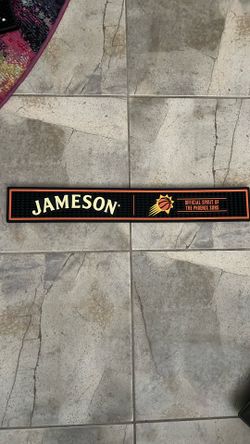 JAMESON
OFFICIAL SPIRIT OF
THE PHOENIX SUNS